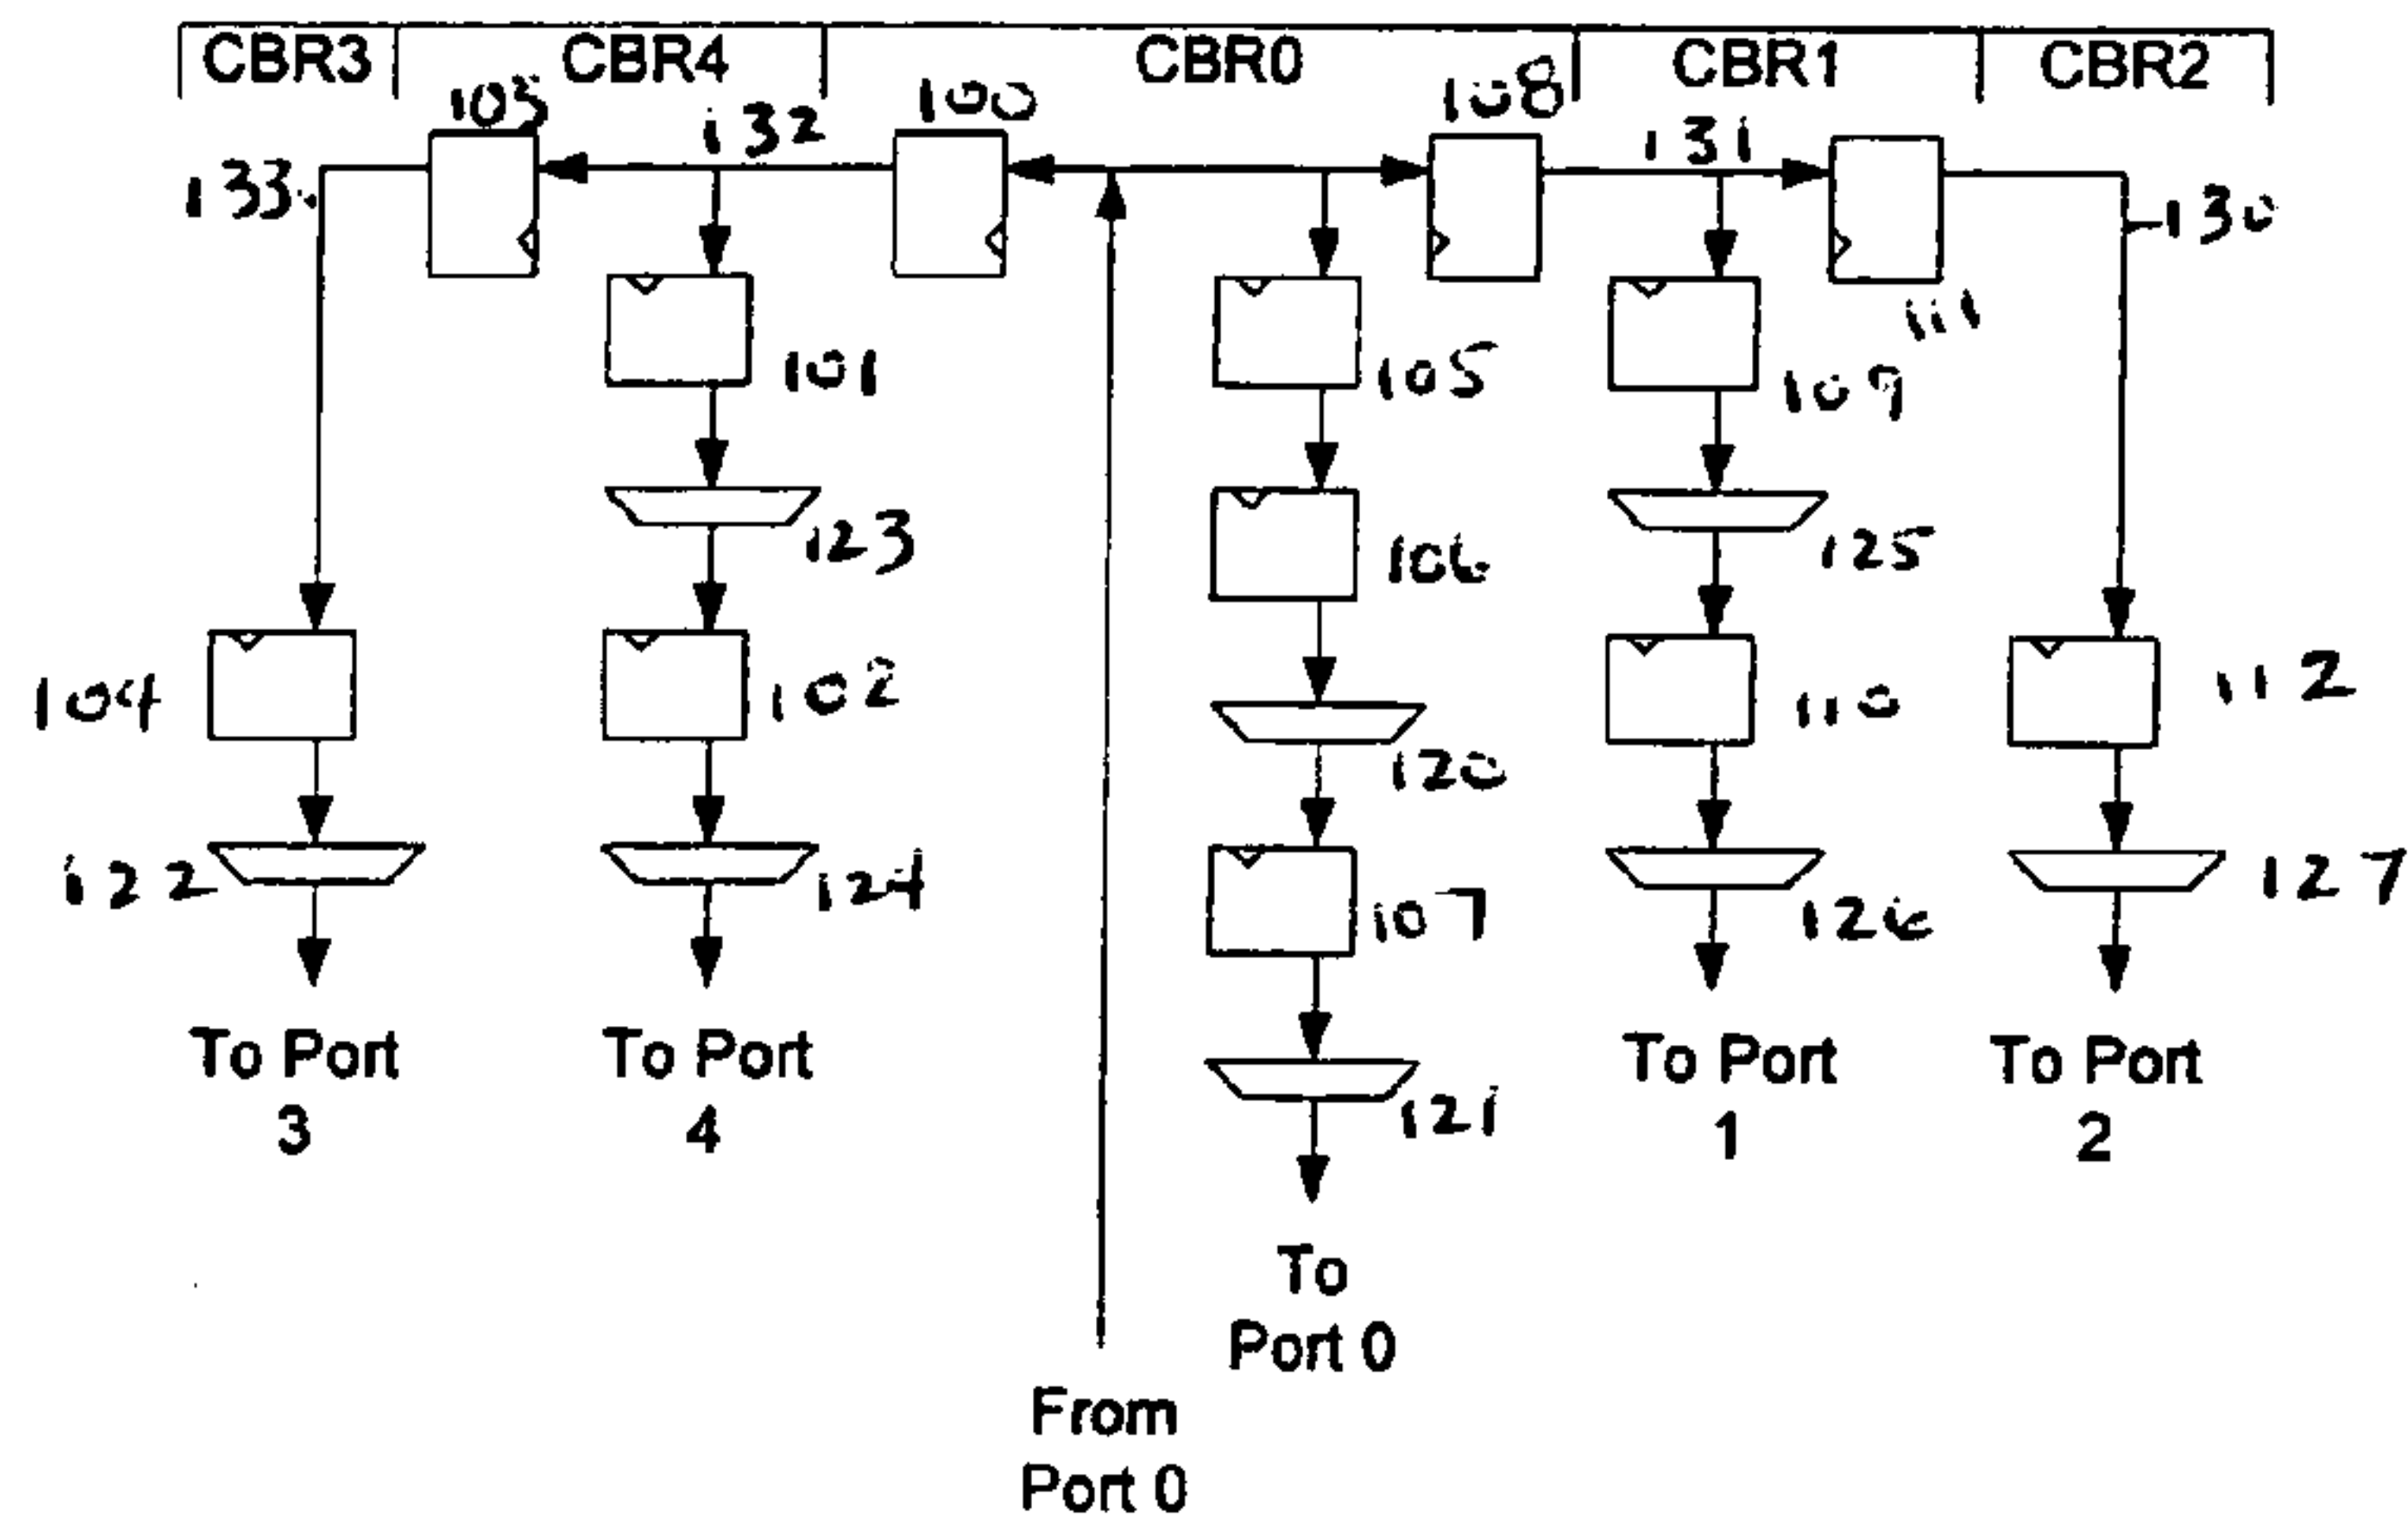 CBR3 CBR4 CBR0 CBR1 CBR2
103 132 100 108 131
133 130
111
101 105 109
123 106 125
104 102 110 112
120
122 124 107 126 127
121
To Port 3
To Port 4
To Port 1
To Port 2
To
Port 0
From
Port 0